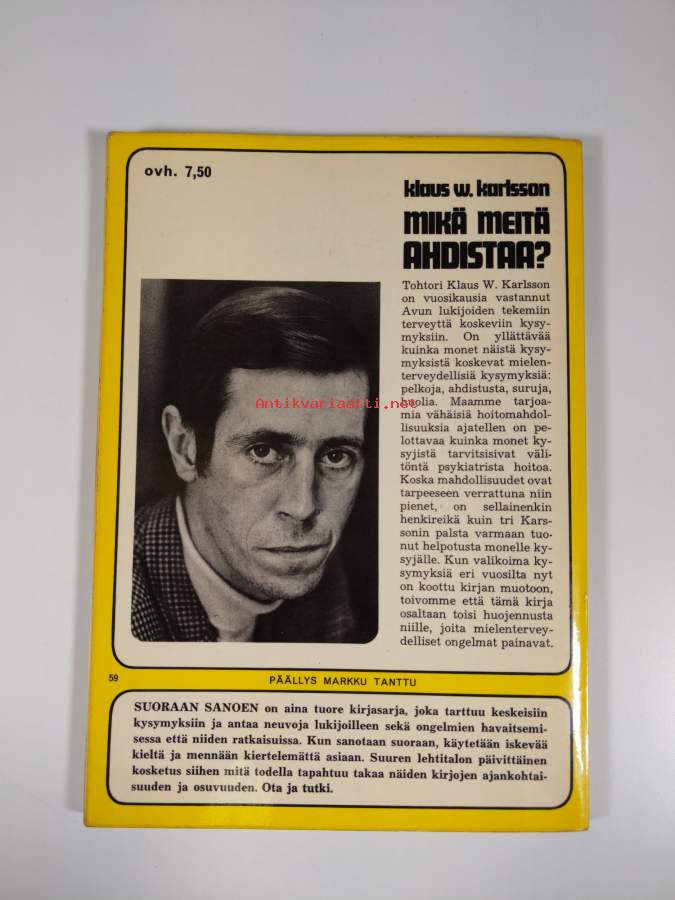 ovh. 7,50
klaus w. karlsson
MIKÄ MEITÄ
AHDISTAA?
Tohtori Klaus W. Karlsson
on vuosikausia vastannut
Avun lukijoiden tekemiin
terveyttä koskeviin kysy-
myksiin. On yllättävää
kuinka monet näistä kysy-
myksistä koskevat mielen-
terveydellisiä kysymyksiä:
pelkoja, ahdistusta, suruja,
huolia. Maamme tarjoa-
mia vähäisiä hoitomahdol-
lisuuksia ajatellen on pe-
lottavaa kuinka monet ky-
syjistä tarvitsisivat väli-
töntä psykiatrista hoitoa.
Koska mahdollisuudet ovat
tarpeeseen verrattuna niin
pienet, on sellainenkin
henkireikä kuin tri Kars-
sonin palsta varmaan tuo-
nut helpotusta monelle ky-
syjälle. Kun valikoima ky-
symyksiä eri vuosilta nyt
on koottu kirjan muotoon,
toivomme että tämä kirja
osaltaan toisi huojennusta
niille, joita mielentervey-
delliset ongelmat painavat.
Antikvariaatti.net
59
PÄÄLLYS MARKKU TANTTU
SUORAAN SANOEN on aina tuore kirjasarja, joka tarttuu keskeisiin
kysymyksiin ja antaa neuvoja lukijoilleen sekä ongelmien havaitsemi-
sessa että niiden ratkaisuissa. Kun sanotaan suoraan, käytetään iskevää
kieltä ja mennään kiertelemättä asiaan. Suuren lehtitalon päivittäinen
kosketus siihen mitä todella tapahtuu takaa näiden kirjojen ajankohtai-
suuden ja osuvuuden. Ota ja tutki.